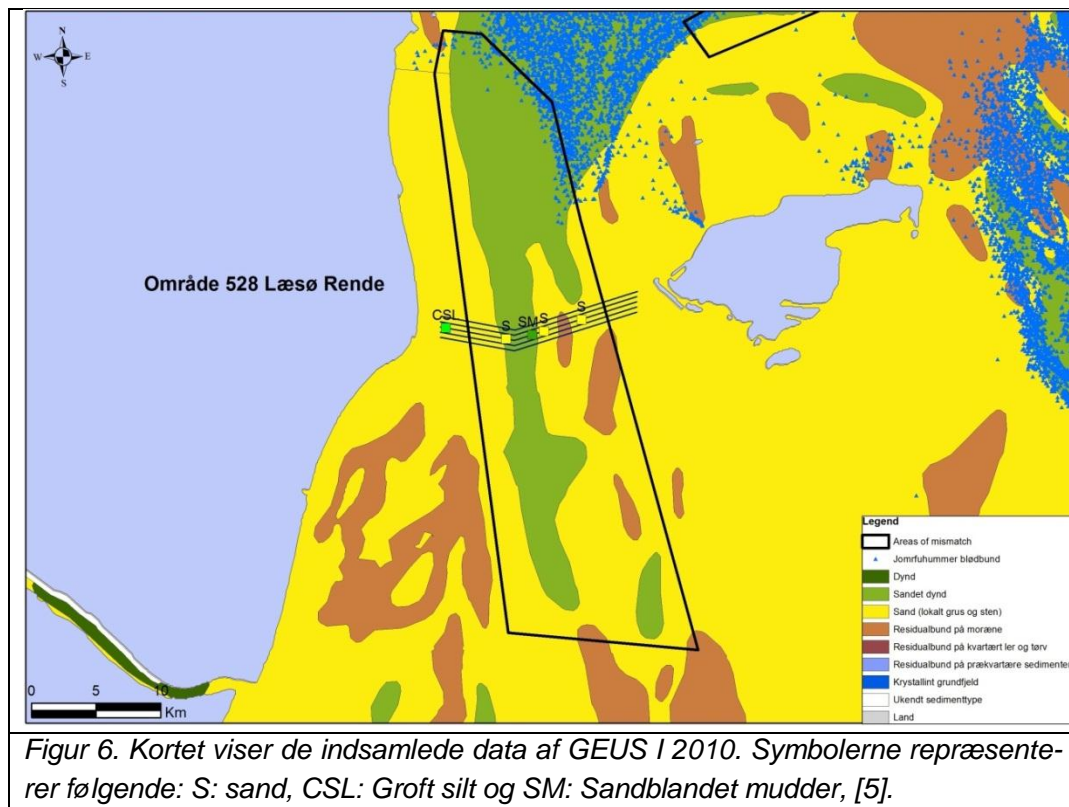 N
W E
S
Område 528 Læsø Rende
CSL
S
SM
S
S
Legend
Areas of mismatch
Jomfruhummer blødbund
Dynd
Sandet dynd
Sand (lokalt grus og sten)
Residualbund på moræne
Residualbund på kvartært ler og tørv
Residualbund på prækvartære sedimenter
Krystallint grundfjeld
Ukendt sedimenttype
Land
0 5 10
Km
Figur 6. Kortet viser de indsamlede data af GEUS I 2010. Symbolerne repræsente-
rer følgende: S: sand, CSL: Groft silt og SM: Sandblandet mudder, [5].